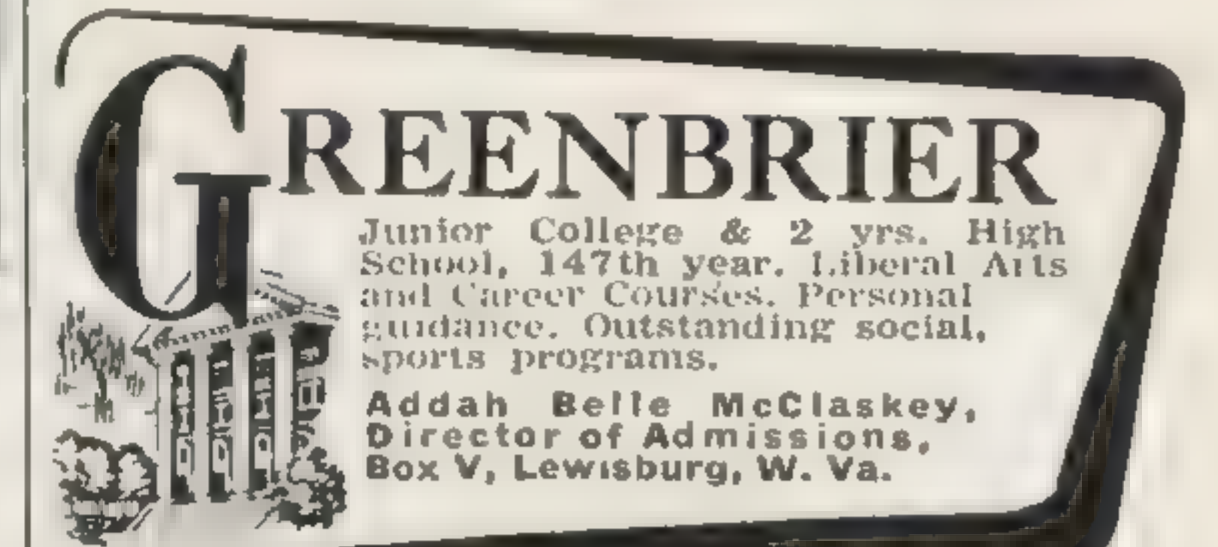 GREENBRIER
Junior College & 2 yrs. High
School, 147th year. Liberal Arts
and Career Courses. Personal
guidance. Outstanding social,
sports programs.
Addah Belle McClaskey,
Director of Admissions,
Box V, Lewisburg, W. Va.